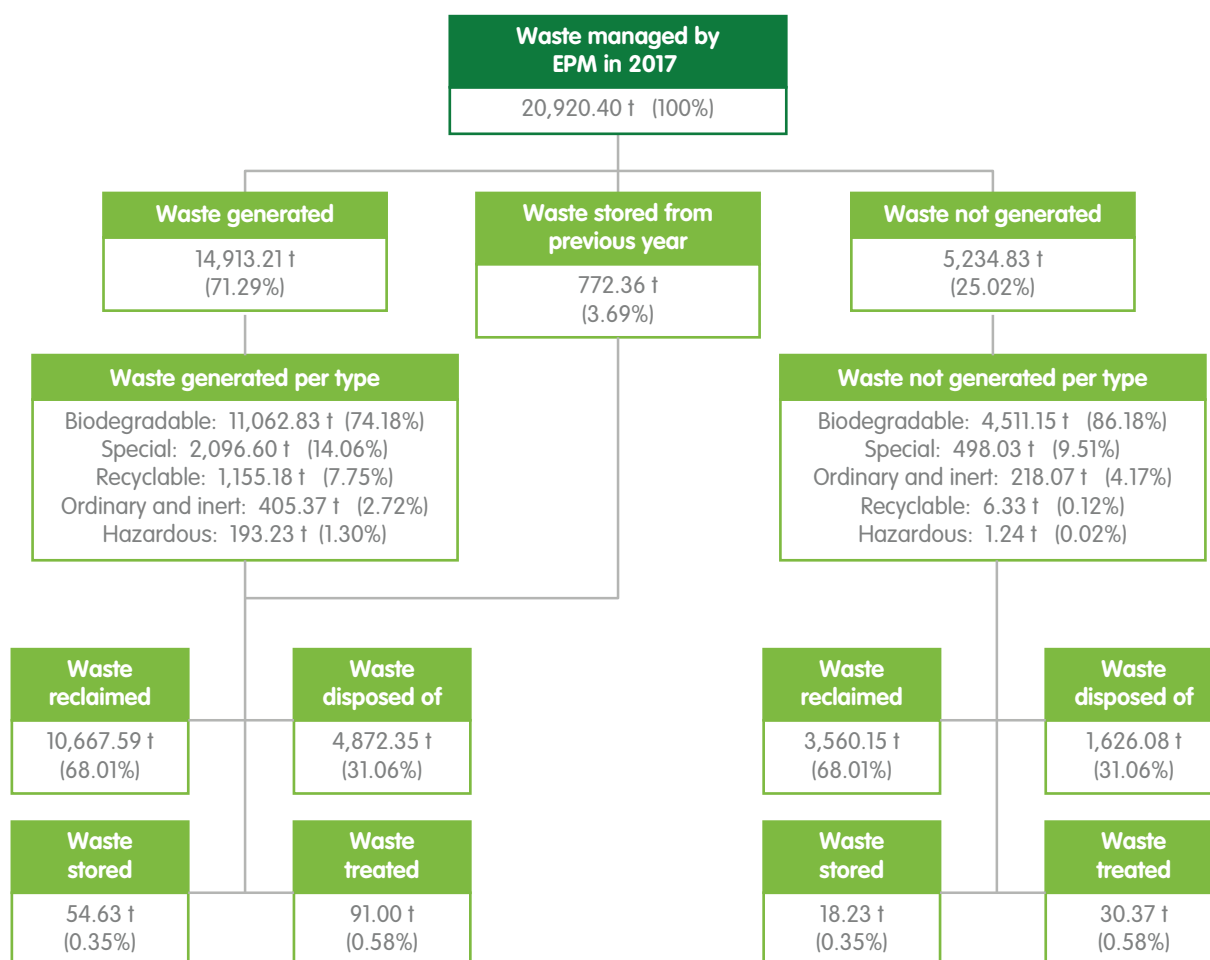 Waste managed by
EPM in 2017
20,920.40 t (100%)
Waste generated
14,913.21 t
(71.29%)
Waste stored from
previous year
772.36 t
(3.69%)
Waste not generated
5,234.83 t
(25.02%)
Waste generated per type
Biodegradable: 11,062.83 t (74.18%)
Special: 2,096.60 t (14.06%)
Recyclable: 1,155.18 t (7.75%)
Ordinary and inert: 405.37 t (2.72%)
Hazardous: 193.23 t (1.30%)
Waste not generated per type
Biodegradable: 4,511.15 t (86.18%)
Special: 498.03 t (9.51%)
Ordinary and inert: 218.07 t (4.17%)
Recyclable: 6.33 t (0.12%)
Hazardous: 1.24 t (0.02%)
Waste
reclaimed
10,667.59 t
(68.01%)
Waste
disposed of
4,872.35 t
(31.06%)
Waste
stored
54.63 t
(0.35%)
Waste
treated
91.00 t
(0.58%)
Waste
reclaimed
3,560.15 t
(68.01%)
Waste
disposed of
1,626.08 t
(31.06%)
Waste
stored
18.23 t
(0.35%)
Waste
treated
30.37 t
(0.58%)